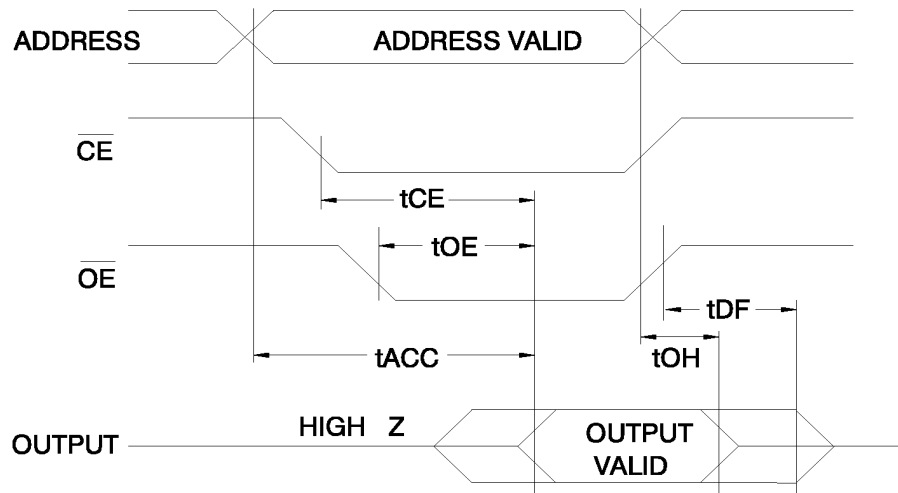 ADDRESS
ADDRESS VALID
CE
tCE
tOE
OE
tDF
tACC
tOH
HIGH Z
OUTPUT
OUTPUT
VALID